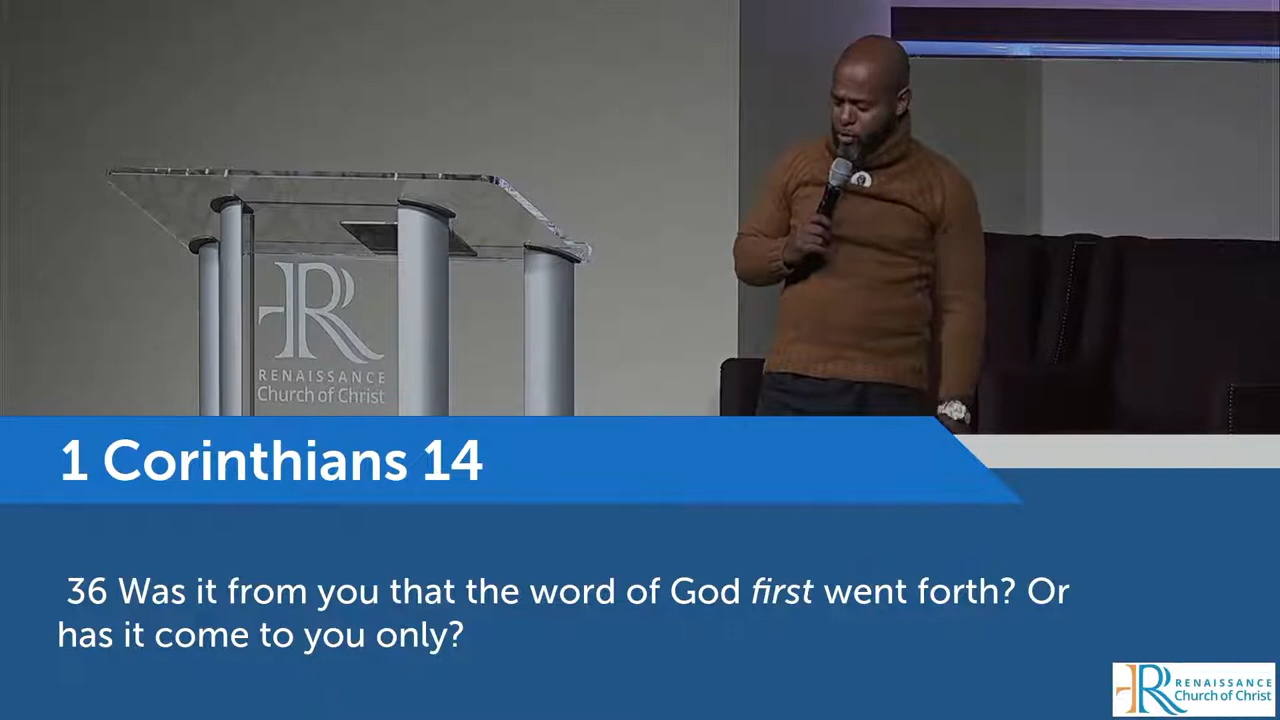 R
RENAISSANCE
Church of Christ
1 Corinthians 14
36 Was it from you that the word of God first went forth? Or
has it come to you only?
R RENAISSANCE
Church of Christ